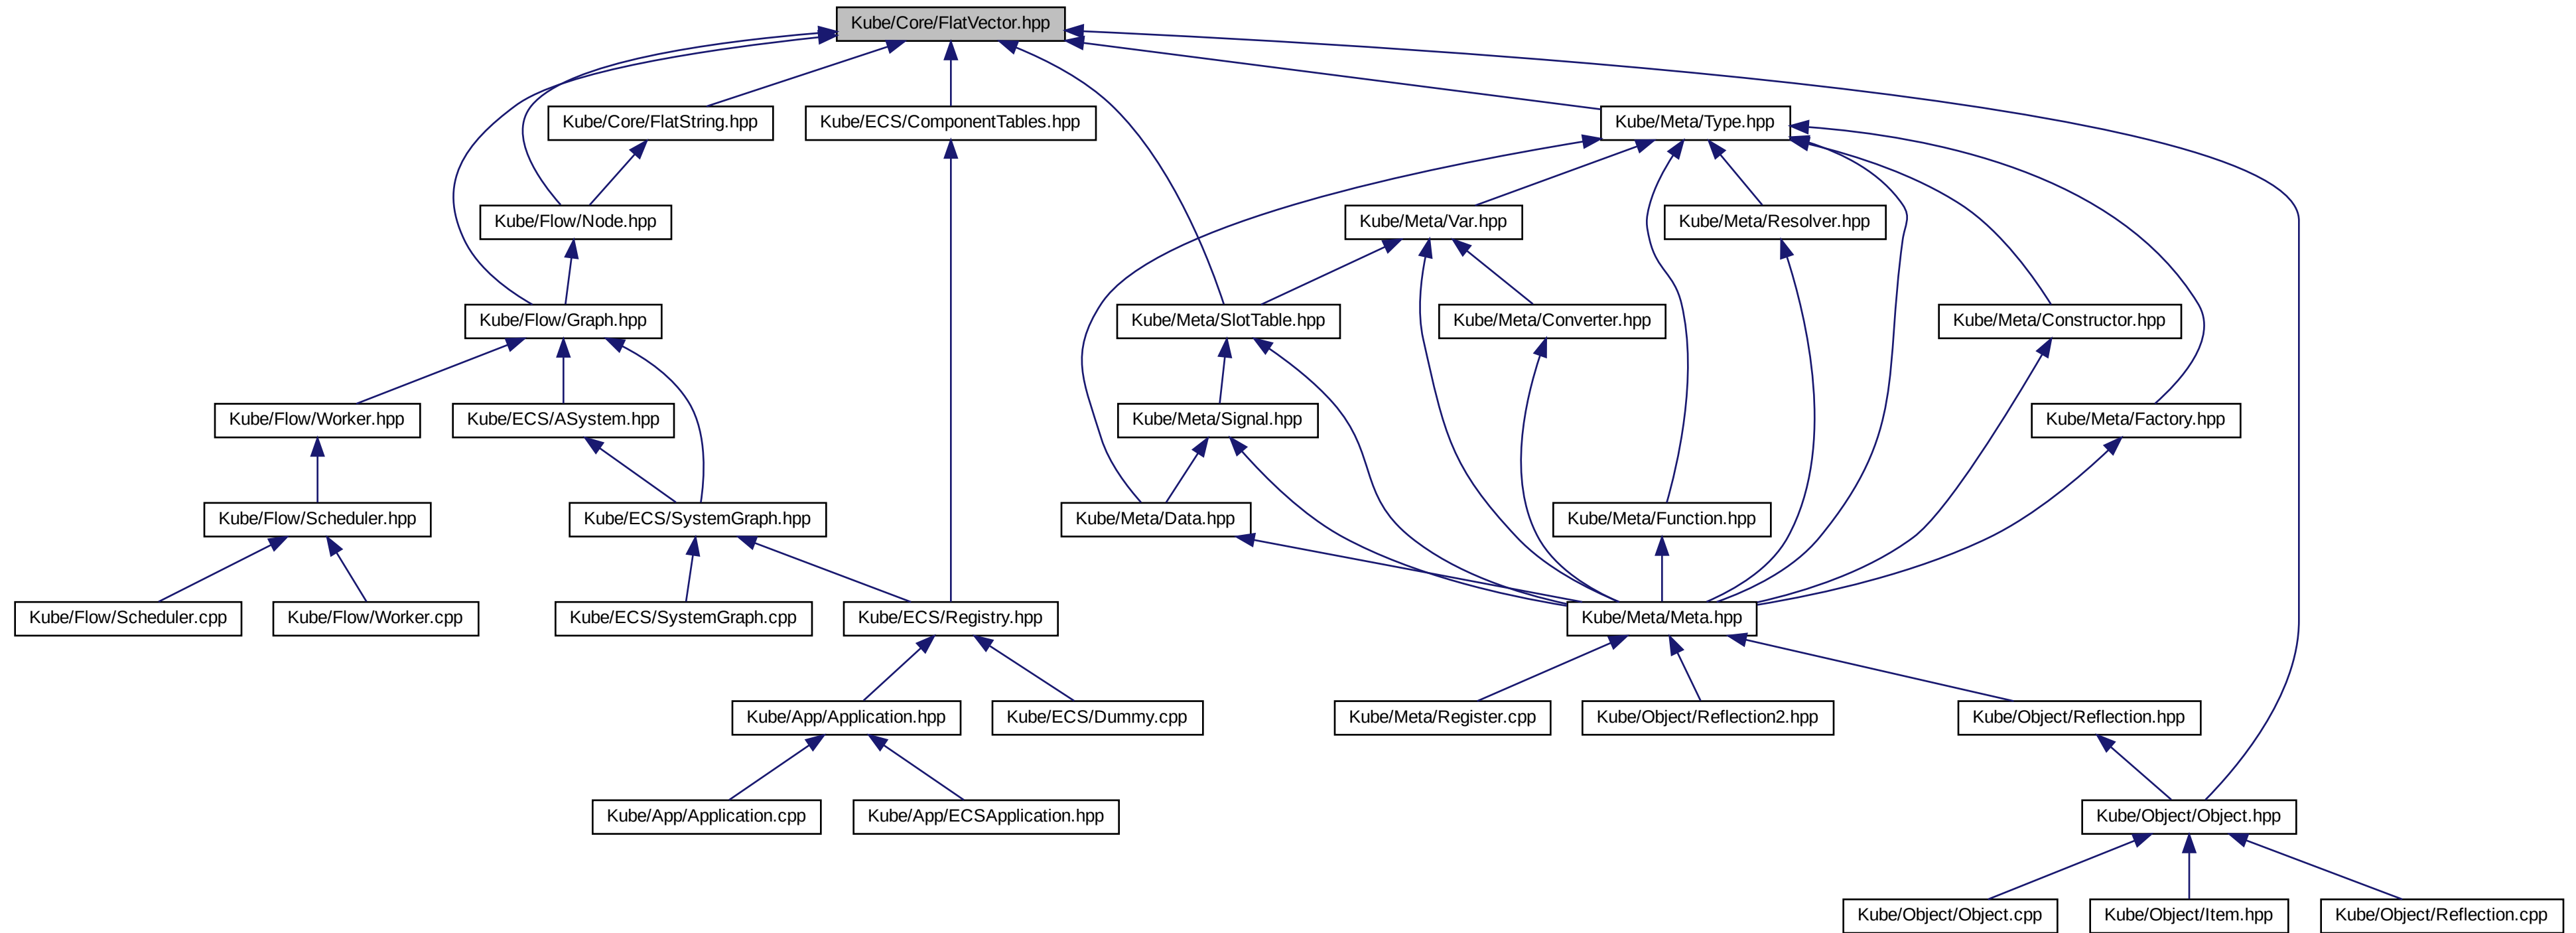 Kube/Core/FlatVector.hpp
Kube/Core/FlatString.hpp
Kube/ECS/ComponentTables.hpp
Kube/Meta/Type.hpp
Kube/Flow/Node.hpp
Kube/Meta/Var.hpp
Kube/Meta/Resolver.hpp
Kube/Flow/Graph.hpp
Kube/Meta/SlotTable.hpp
Kube/Meta/Converter.hpp
Kube/Meta/Constructor.hpp
Kube/Flow/Worker.hpp
Kube/ECS/ASystem.hpp
Kube/Meta/Signal.hpp
Kube/Meta/Factory.hpp
Kube/Flow/Scheduler.hpp
Kube/ECS/SystemGraph.hpp
Kube/Meta/Data.hpp
Kube/Meta/Function.hpp
Kube/Flow/Scheduler.cpp
Kube/Flow/Worker.cpp
Kube/ECS/SystemGraph.cpp
Kube/ECS/Registry.hpp
Kube/Meta/Meta.hpp
Kube/App/Application.hpp
Kube/ECS/Dummy.cpp
Kube/Meta/Register.cpp
Kube/Object/Reflection2.hpp
Kube/Object/Reflection.hpp
Kube/App/Application.cpp
Kube/App/ECSApplication.hpp
Kube/Object/Object.hpp
Kube/Object/Object.cpp
Kube/Object/Item.hpp
Kube/Object/Reflection.cpp